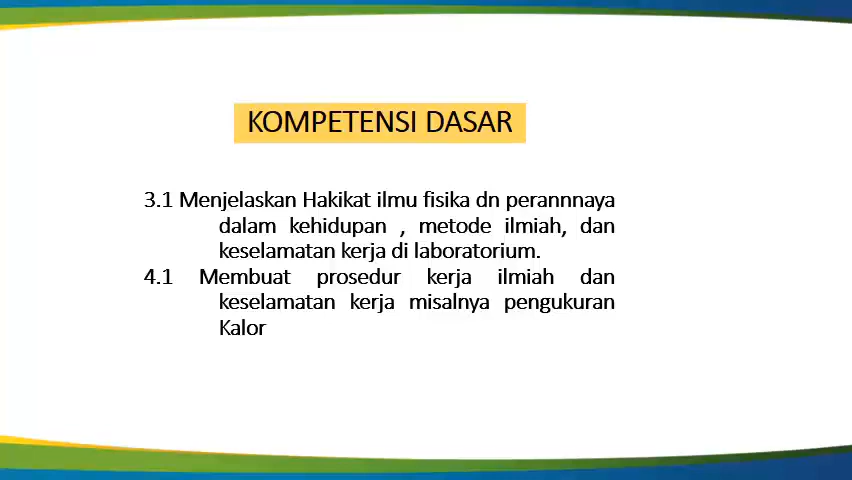 KOMPETENSI DASAR
3.1 Menjelaskan Hakikat ilmu fisika dn perannnaya
dalam kehidupan , metode ilmiah, dan
keselamatan kerja di laboratorium.
4.1 Membuat prosedur kerja ilmiah dan
keselamatan kerja misalnya pengukuran
Kalor